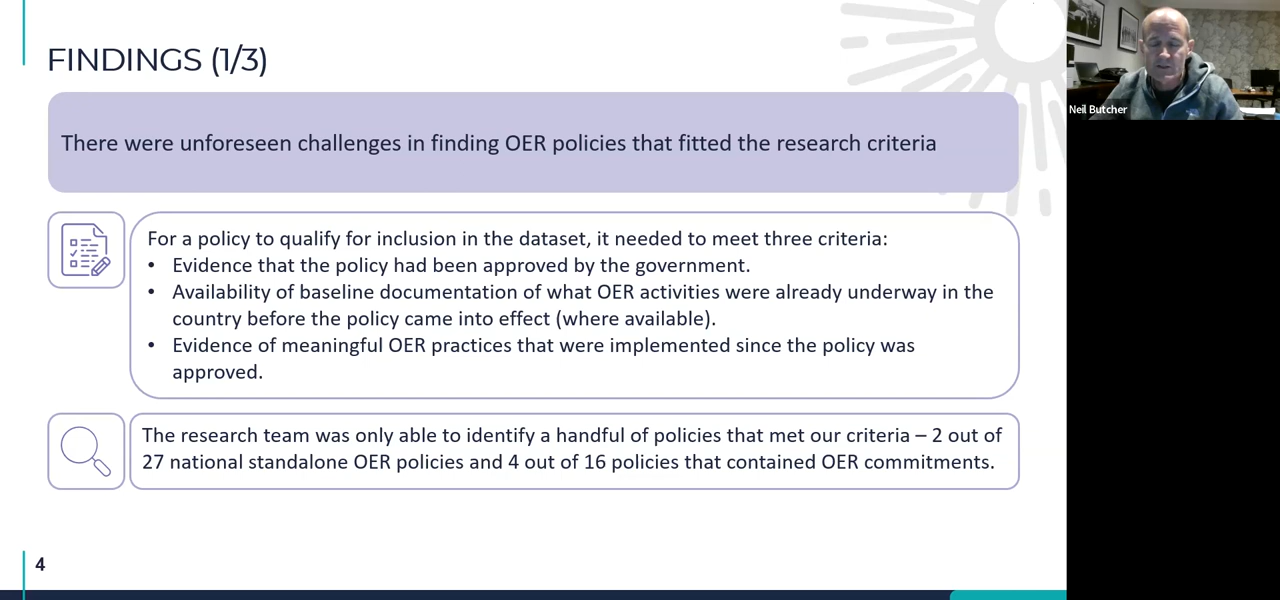 FINDINGS (1/3)
There were unforeseen challenges in finding OER policies that fitted the research criteria
For a policy to qualify for inclusion in the dataset, it needed to meet three criteria:
• Evidence that the policy had been approved by the government.
• Availability of baseline documentation of what OER activities were already underway in the
country before the policy came into effect (where available).
• Evidence of meaningful OER practices that were implemented since the policy was
approved.
The research team was only able to identify a handful of policies that met our criteria – 2 out of
27 national standalone OER policies and 4 out of 16 policies that contained OER commitments.
4
Neil Butcher